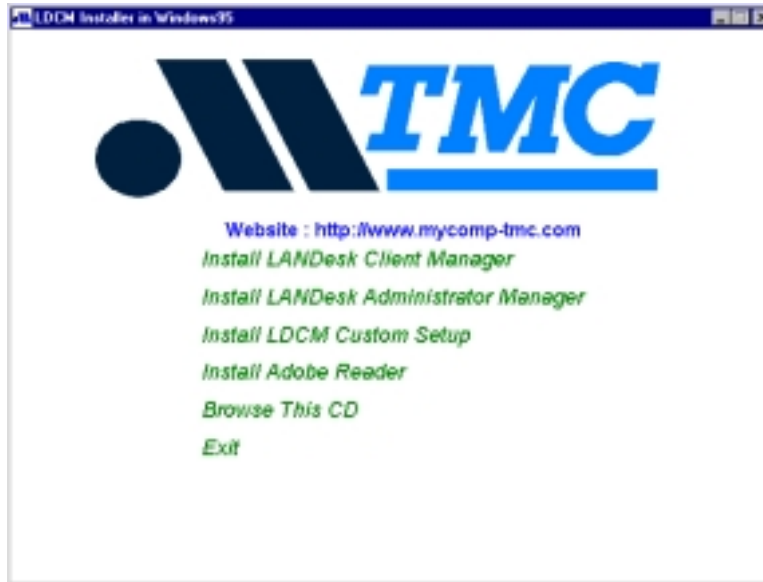 LDCM Installer in Windows95
TMC
Website : http://www.mycomp-tmc.com
Install LANDesk Client Manager
Install LANDesk Administrator Manager
Install LDCM Custom Setup
Install Adobe Reader
Browse This CD
Exit